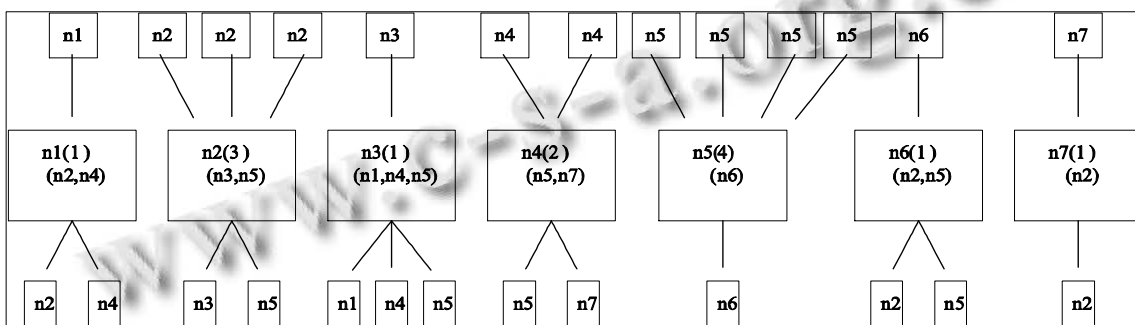 n1 n2 n2 n2 n3 n4 n4 n5 n5 n5 n5 n6 n7
n1(1)
(n2,n4)
n2(3)
(n3,n5)
n3(1)
(n1,n4,n5)
n4(2)
(n5,n7)
n5(4)
(n6)
n6(1)
(n2,n5)
n7(1)
(n2)
n2 n4 n3 n5 n1 n4 n5 n5 n7 n6 n2 n5 n2
www.c-s-a.org.